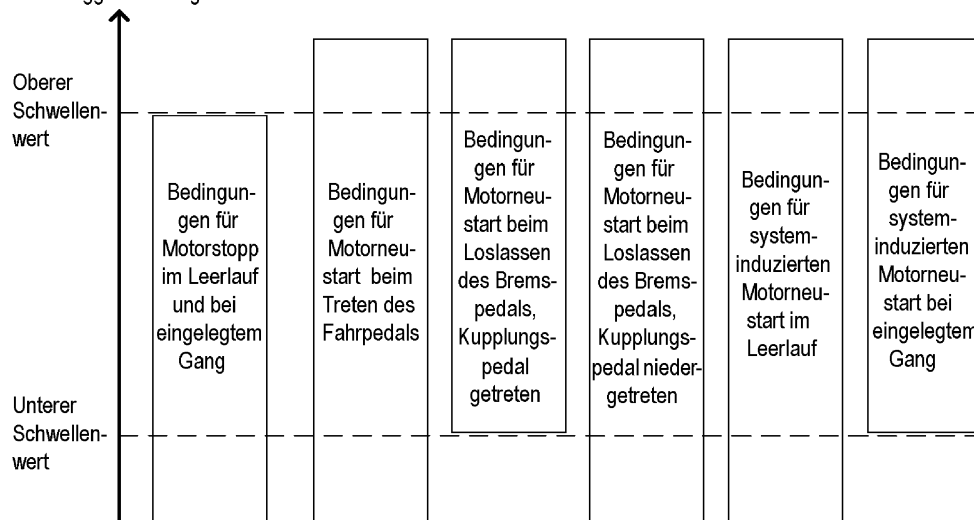 Oberer
Schwellen-
wert
Bedingun-
gen für
Motorstopp
im Leerlauf
und bei
eingelegtem
Gang
Bedingun-
gen für
Motorneu-
start beim
Treten des
Fahrpedals
Bedingun-
gen für
Motorneu-
start beim
Loslassen
des Brems-
pedals,
Kupplungs-
pedal
getreten
Bedingun-
gen für
Motorneu-
start beim
Loslassen
des Brems-
pedals,
Kupplungs-
pedal nieder-
getreten
Bedingun-
gen für
system-
induzierten
Motorneu-
start im
Leerlauf
Bedingun-
gen für
system-
induzierten
Motorneu-
start bei
eingelegtem
Gang
Unterer
Schwellen-
wert